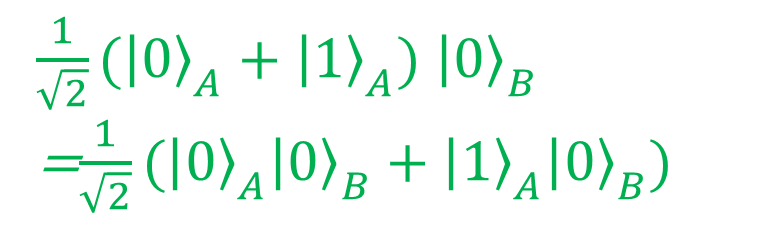 1/√2 (|0⟩_A + |1⟩_A) |0⟩_B
=1/√2 (|0⟩_A|0⟩_B + |1⟩_A|0⟩_B)